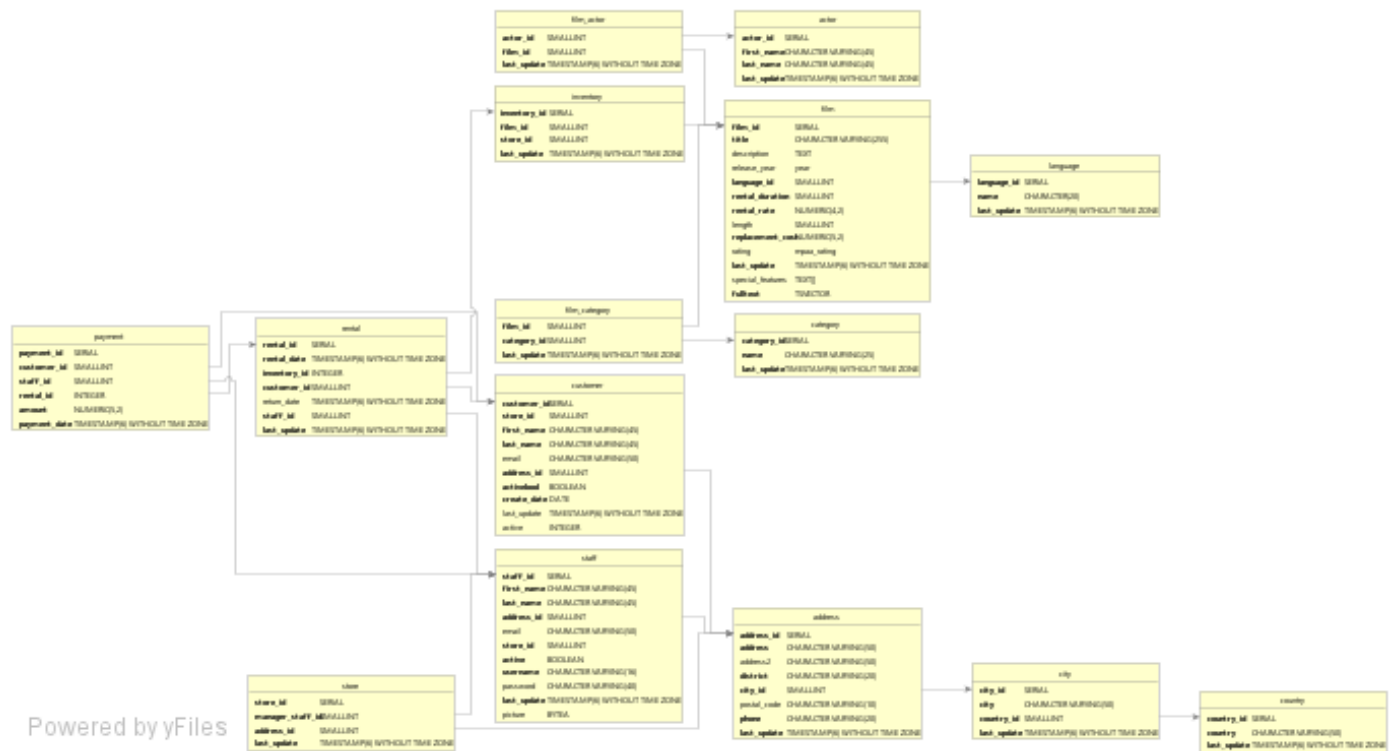 film_actor
actor_id SMALLINT
film_id SMALLINT
last_update TIMESTAMP(6) WITHOUT TIME ZONE
actor
actor_id SERIAL
first_name CHARACTER VARYING(45)
last_name CHARACTER VARYING(45)
last_update TIMESTAMP(6) WITHOUT TIME ZONE
inventory
inventory_id SERIAL
film_id SMALLINT
store_id SMALLINT
last_update TIMESTAMP(6) WITHOUT TIME ZONE
film
film_id SERIAL
title CHARACTER VARYING(255)
description TEXT
release_year year
language_id SMALLINT
rental_duration SMALLINT
rental_rate NUMERIC(4,2)
length SMALLINT
replacement_cost NUMERIC(5,2)
rating mpaa_rating
last_update TIMESTAMP(6) WITHOUT TIME ZONE
special_features TEXT[]
fulltext TSVECTOR
language
language_id SERIAL
name CHARACTER(20)
last_update TIMESTAMP(6) WITHOUT TIME ZONE
film_category
film_id SMALLINT
category_id SMALLINT
last_update TIMESTAMP(6) WITHOUT TIME ZONE
category
category_id SERIAL
name CHARACTER VARYING(25)
last_update TIMESTAMP(6) WITHOUT TIME ZONE
payment
payment_id SERIAL
customer_id SMALLINT
staff_id SMALLINT
rental_id INTEGER
amount NUMERIC(5,2)
payment_date TIMESTAMP(6) WITHOUT TIME ZONE
rental
rental_id SERIAL
rental_date TIMESTAMP(6) WITHOUT TIME ZONE
inventory_id INTEGER
customer_id SMALLINT
return_date TIMESTAMP(6) WITHOUT TIME ZONE
staff_id SMALLINT
last_update TIMESTAMP(6) WITHOUT TIME ZONE
customer
customer_id SERIAL
store_id SMALLINT
first_name CHARACTER VARYING(45)
last_name CHARACTER VARYING(45)
email CHARACTER VARYING(50)
address_id SMALLINT
activebool BOOLEAN
create_date DATE
last_update TIMESTAMP(6) WITHOUT TIME ZONE
active INTEGER
staff
staff_id SERIAL
first_name CHARACTER VARYING(45)
last_name CHARACTER VARYING(45)
address_id SMALLINT
email CHARACTER VARYING(50)
store_id SMALLINT
active BOOLEAN
username CHARACTER VARYING(16)
password CHARACTER VARYING(40)
last_update TIMESTAMP(6) WITHOUT TIME ZONE
picture BYTEA
store
store_id SERIAL
manager_staff_id SMALLINT
address_id SMALLINT
last_update TIMESTAMP(6) WITHOUT TIME ZONE
address
address_id SERIAL
address CHARACTER VARYING(50)
address2 CHARACTER VARYING(50)
district CHARACTER VARYING(20)
city_id SMALLINT
postal_code CHARACTER VARYING(10)
phone CHARACTER VARYING(20)
last_update TIMESTAMP(6) WITHOUT TIME ZONE
city
city_id SERIAL
city CHARACTER VARYING(50)
country_id SMALLINT
last_update TIMESTAMP(6) WITHOUT TIME ZONE
country
country_id SERIAL
country CHARACTER VARYING(50)
last_update TIMESTAMP(6) WITHOUT TIME ZONE
Powered by yFiles